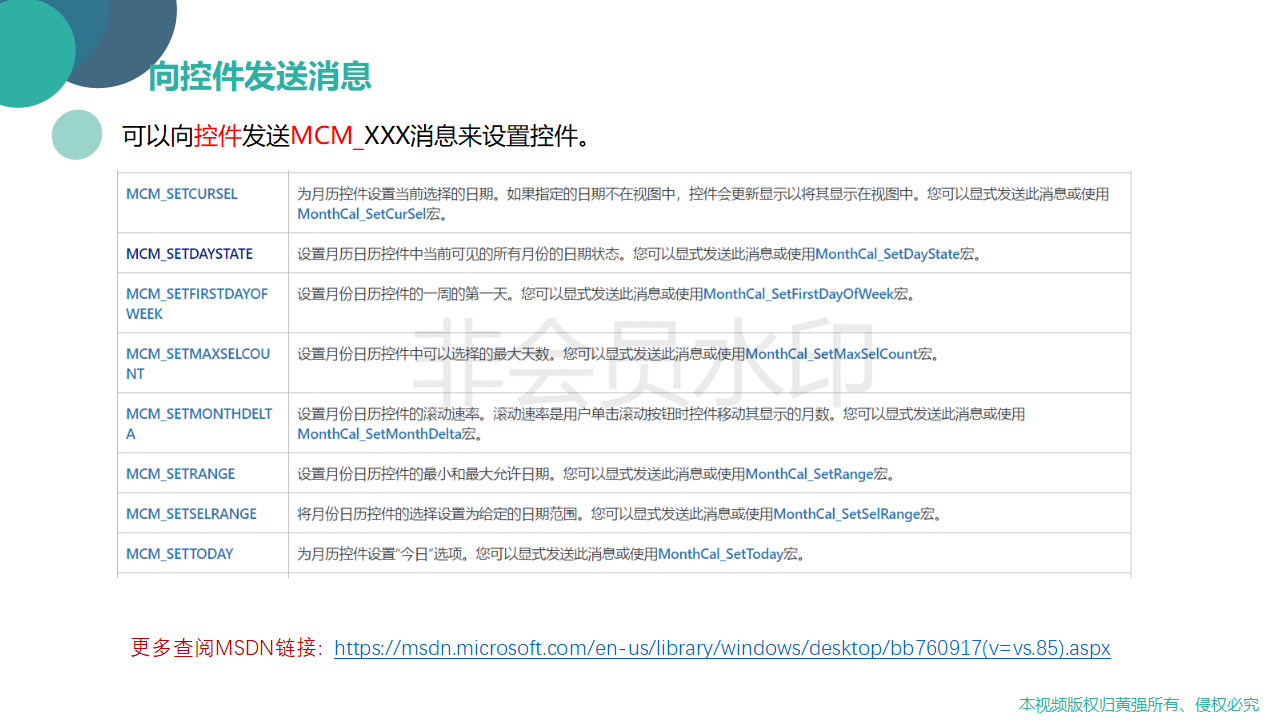 向控件发送消息
可以向控件发送MCM_XXX消息来设置控件。
MCM_SETCURSEL
为月历控件设置当前选择的日期。如果指定的日期不在视图中，控件会更新显示以将其显示在视图中。您可以显式发送此消息或使用
MonthCal_SetCurSel宏。
MCM_SETDAYSTATE
设置月历日历控件中当前可见的所有月份的日期状态。您可以显式发送此消息或使用MonthCal_SetDayState宏。
MCM_SETFIRSTDAYOF
WEEK
设置月份日历控件的一周的第一天。您可以显式发送此消息或使用MonthCal_SetFirstDayOfWeek宏。
MCM_SETMAXSELCOU
NT
设置月份日历控件中可以选择的最大天数。您可以显式发送此消息或使用MonthCal_SetMaxSelCount宏。
MCM_SETMONTHDELT
A
设置月份日历控件的滚动速率。滚动速率是用户单击滚动按钮时控件移动其显示的月数。您可以显式发送此消息或使用
MonthCal_SetMonthDelta宏。
MCM_SETRANGE
设置月份日历控件的最小和最大允许日期。您可以显式发送此消息或使用MonthCal_SetRange宏。
MCM_SETSELRANGE
将月份日历控件的选择设置为给定的日期范围。您可以显式发送此消息或使用MonthCal_SetSelRange宏。
MCM_SETTODAY
为月历控件设置“今日”选项。您可以显式发送此消息或使用MonthCal_SetToday宏。
非会员水印
更多查阅MSDN链接：https://msdn.microsoft.com/en-us/library/windows/desktop/bb760917(v=vs.85).aspx
本视频版权归黄强所有、侵权必究